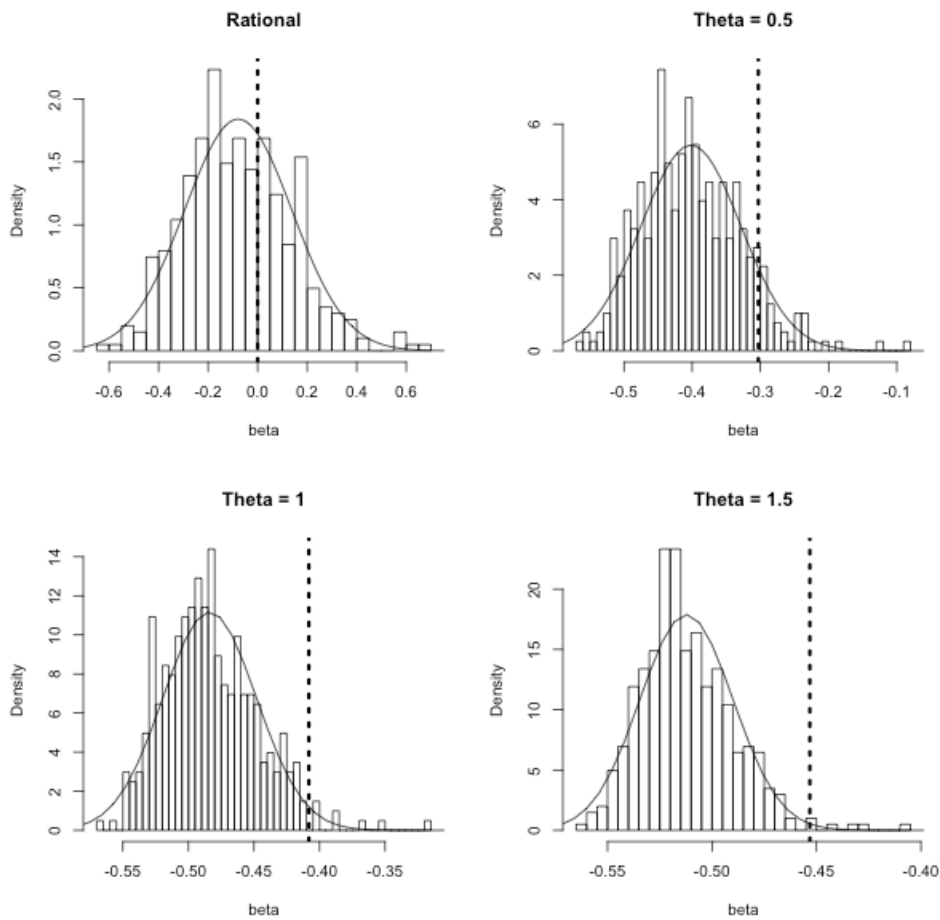 Rational
Density
0.0 0.5 1.0 1.5 2.0
-0.6 -0.4 -0.2 0.0 0.2 0.4 0.6
beta
Theta = 0.5
Density
0 2 4 6
-0.5 -0.4 -0.3 -0.2 -0.1
beta
Theta = 1
Density
0 2 4 6 8 10 12 14
-0.55 -0.50 -0.45 -0.40 -0.35
beta
Theta = 1.5
Density
0 5 10 15 20
-0.55 -0.50 -0.45 -0.40
beta